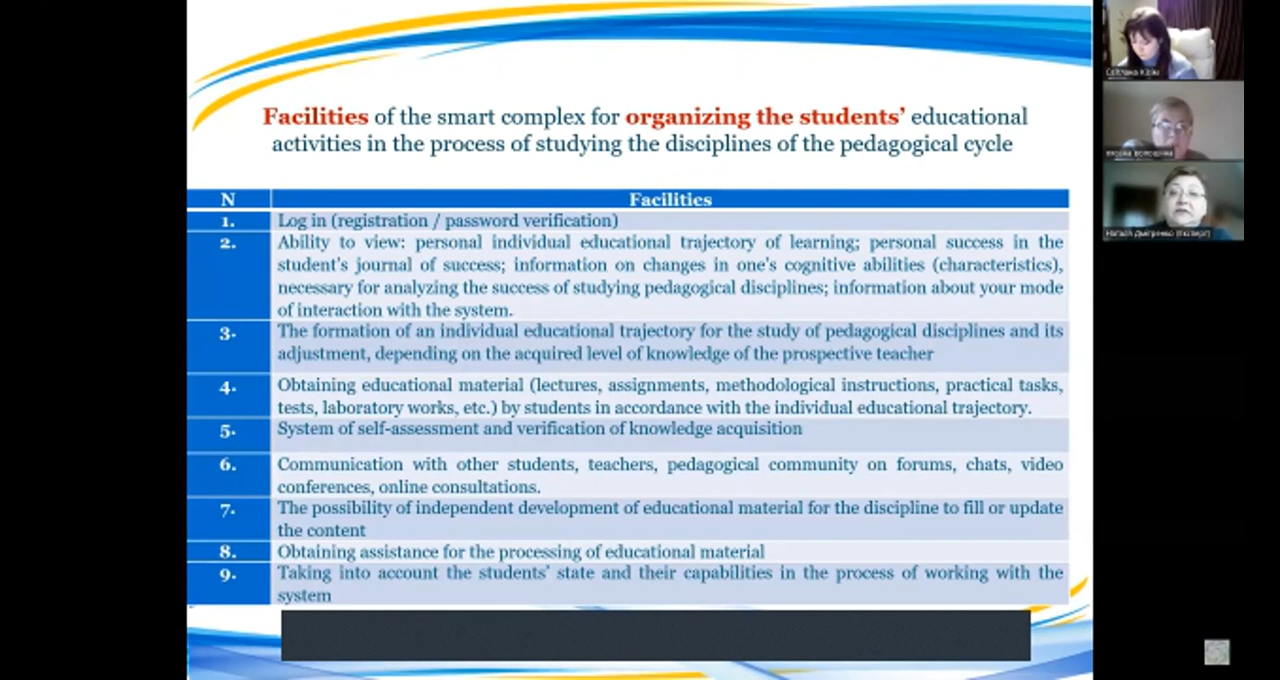 Facilities of the smart complex for organizing the students’ educational
activities in the process of studying the disciplines of the pedagogical cycle
N Facilities
1. Log in (registration / password verification)
2. Ability to view: personal individual educational trajectory of learning; personal success in the
student’s journal of success; information on changes in one’s cognitive abilities (characteristics),
necessary for analyzing the success of studying pedagogical disciplines; information about your mode
of interaction with the system.
3. The formation of an individual educational trajectory for the study of pedagogical disciplines and its
adjustment, depending on the acquired level of knowledge of the prospective teacher
4. Obtaining educational material (lectures, assignments, methodological instructions, practical tasks,
tests, laboratory works, etc.) by students in accordance with the individual educational trajectory.
5. System of self-assessment and verification of knowledge acquisition
6. Communication with other students, teachers, pedagogical community on forums, chats, video
conferences, online consultations.
7. The possibility of independent development of educational material for the discipline to fill or update
the content
8. Obtaining assistance for the processing of educational material
9. Taking into account the students’ state and their capabilities in the process of working with the
system
Наталя Дмитренко